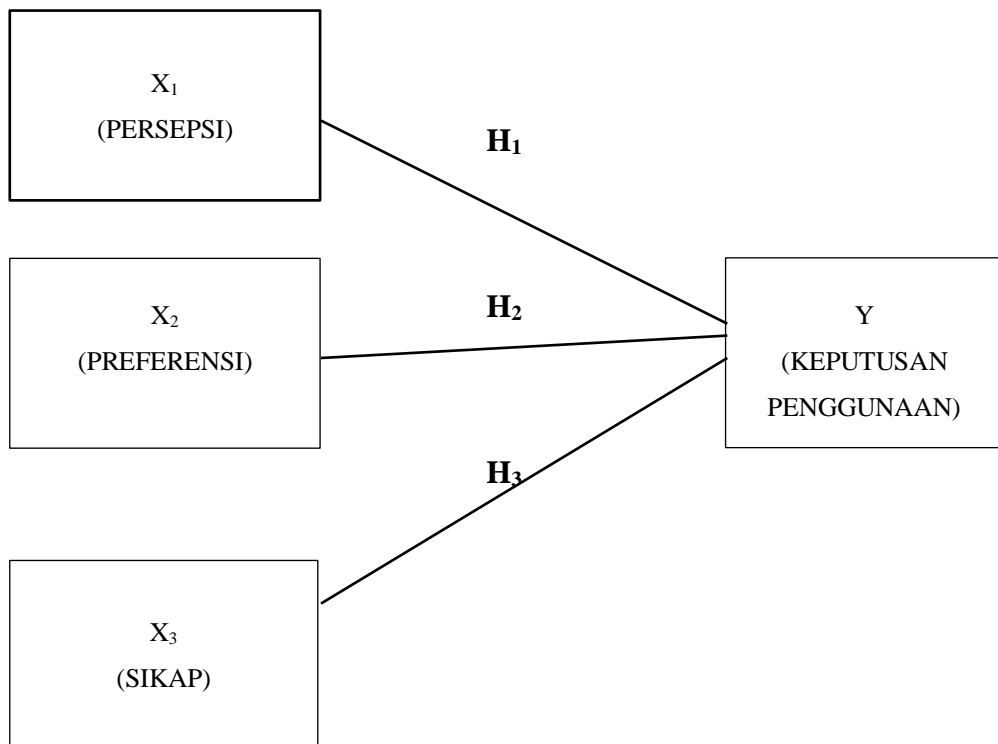 X₁
(PERSEPSI)
H₁
X₂
(PREFERENSI)
H₂
Y
(KEPUTUSAN
PENGGUNAAN)
H₃
X₃
(SIKAP)